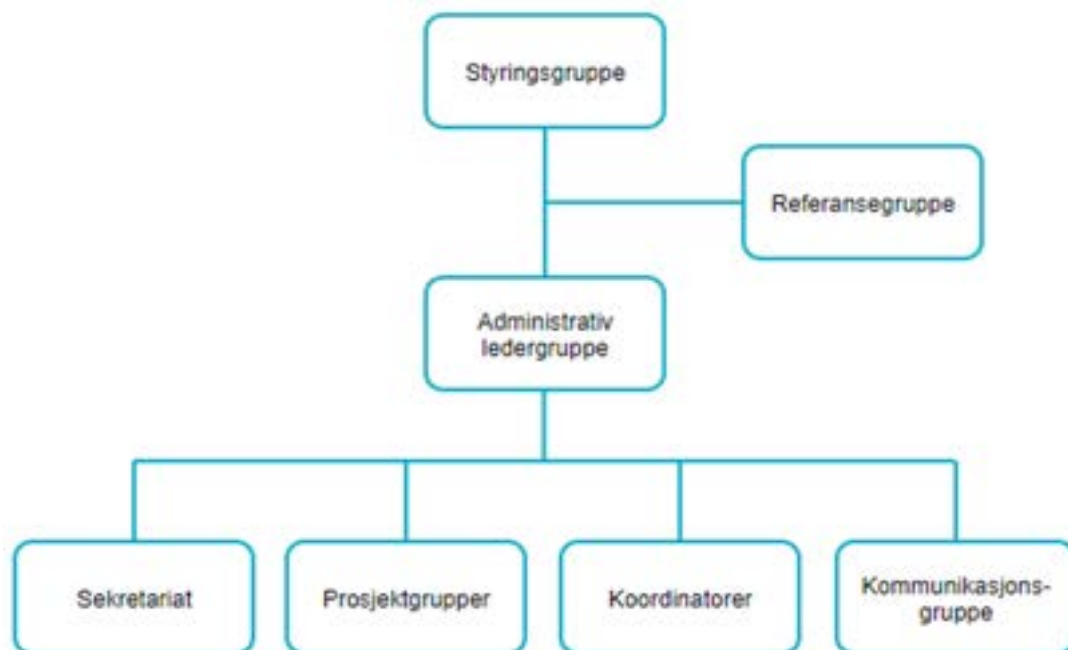 Styringsgruppe
Referansegruppe
Administrativ
ledergruppe
Sekretariat
Prosjektgrupper
Koordinatorer
Kommunikasjons-
gruppe